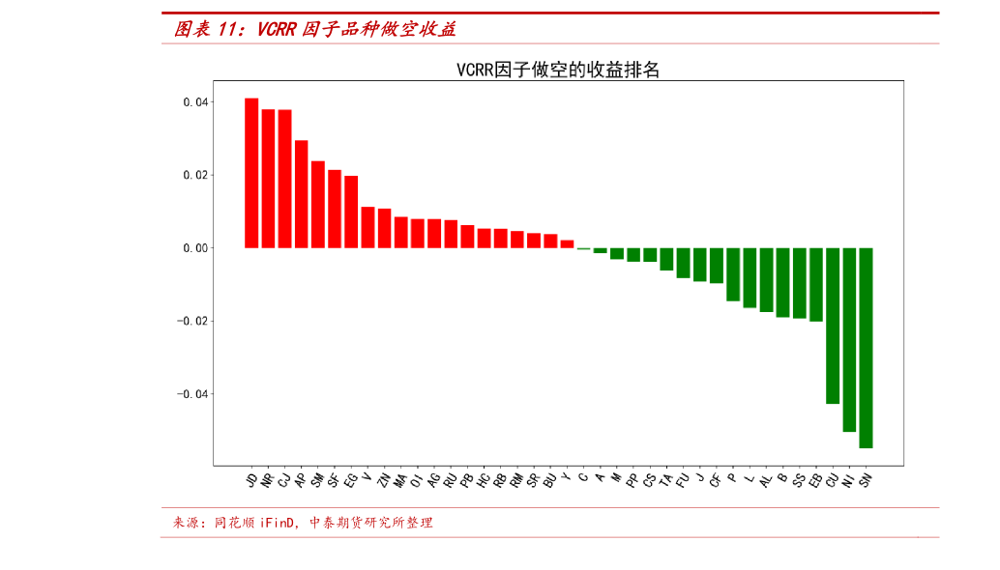 图表 11：VCRR 因子品种做空收益
VCRR因子做空的收益排名
0.04
0.02
0.00
-0.02
-0.04
JD NR CJ AP SM SF EG V ZN MA OI AG RU PB HC RB RM SR BU Y C A M PP CS TA FU J CF P L AL B SS EB CU NI SN
来源：同花顺 iFinD，中泰期货研究所整理